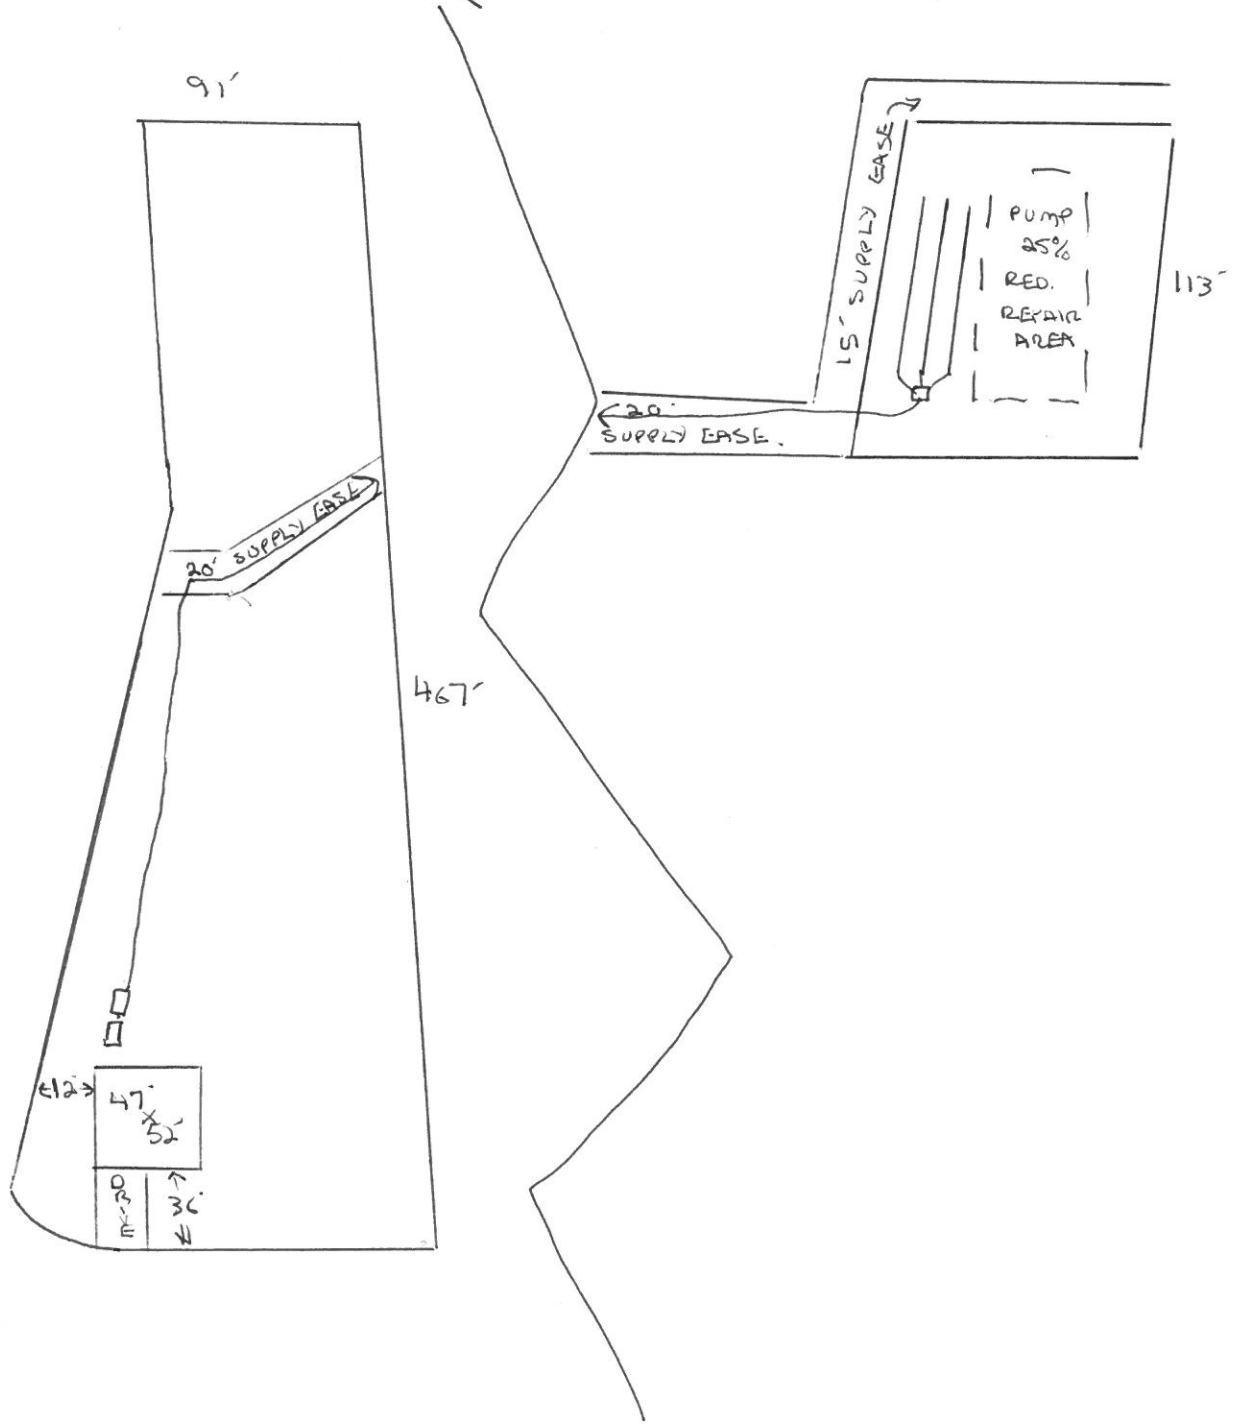 91'
15' SUPPLY EASE
PUMP
25%
RED.
REPAIR
AREA
113'
20'
SUPPLY EASE.
20' SUPPLY EASE
467'
12'
47'
x
52'
DRIVE
36'